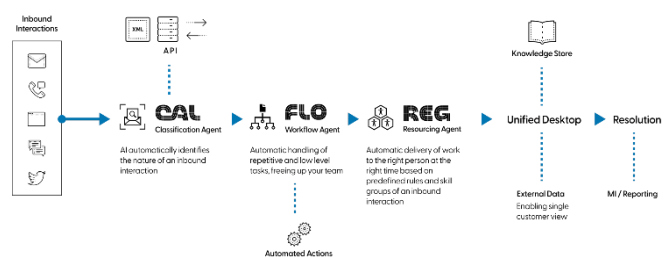 Inbound
Interactions
XML
API
Knowledge Store
CAL
Classification Agent
FLO
Workflow Agent
REG
Resourcing Agent
Unified Desktop
Resolution
AI automatically identifies
the nature of an inbound
interaction
Automatic handing of
repetitive and low level
tasks, freeing up your team
Automatic delivery of work
to the right person at the
right time based on
predefined rules and skill
groups of an inbound
interaction
External Data
Enabling single
customer view
MI / Reporting
Automated Actions